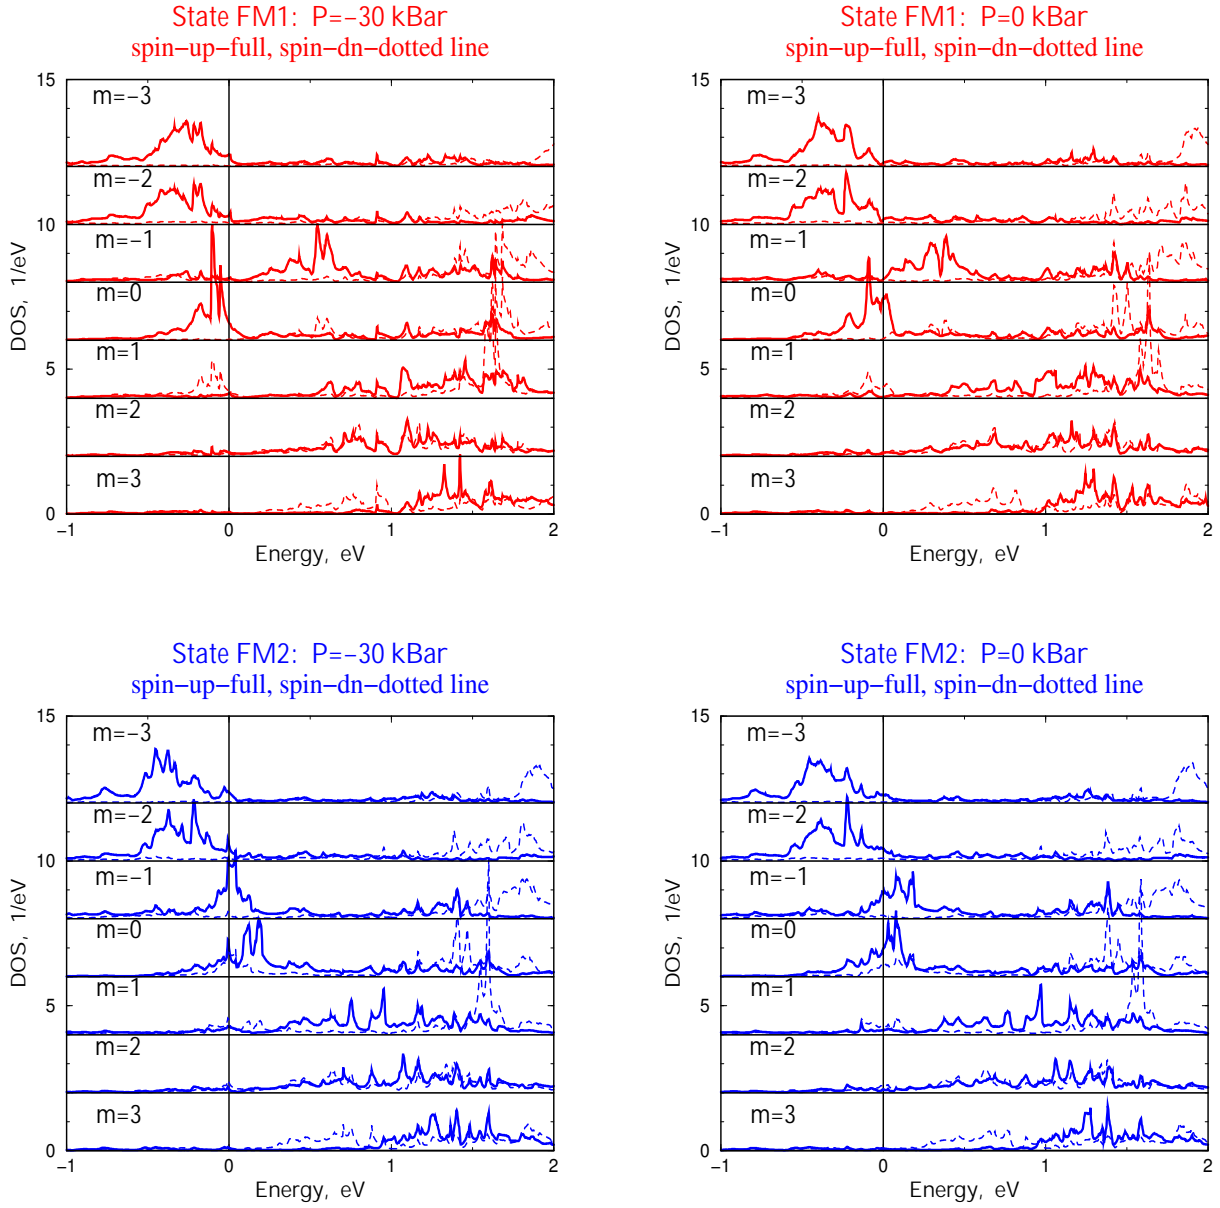 State FM1: P=−30 kBar
spin−up−full, spin−dn−dotted line
15
m=−3
m=−2
10
m=−1
m=0
5
m=1
m=2
m=3
0
DOS, 1/eV
−1
0
1
2
Energy, eV
State FM1: P=0 kBar
spin−up−full, spin−dn−dotted line
15
m=−3
m=−2
10
m=−1
m=0
5
m=1
m=2
m=3
0
DOS, 1/eV
−1
0
1
2
Energy, eV
State FM2: P=−30 kBar
spin−up−full, spin−dn−dotted line
15
m=−3
m=−2
10
m=−1
m=0
5
m=1
m=2
m=3
0
DOS, 1/eV
−1
0
1
2
Energy, eV
State FM2: P=0 kBar
spin−up−full, spin−dn−dotted line
15
m=−3
m=−2
10
m=−1
m=0
5
m=1
m=2
m=3
0
DOS, 1/eV
−1
0
1
2
Energy, eV